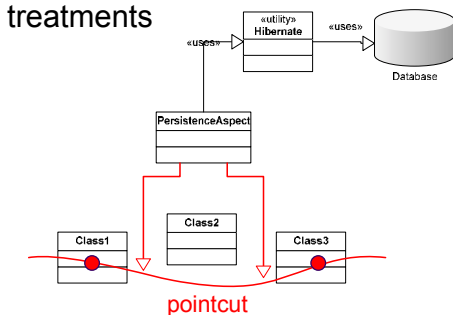 treatments
«utility»
Hibernate
«uses»
«uses»
Database
PersistenceAspect
Class1
Class2
Class3
pointcut